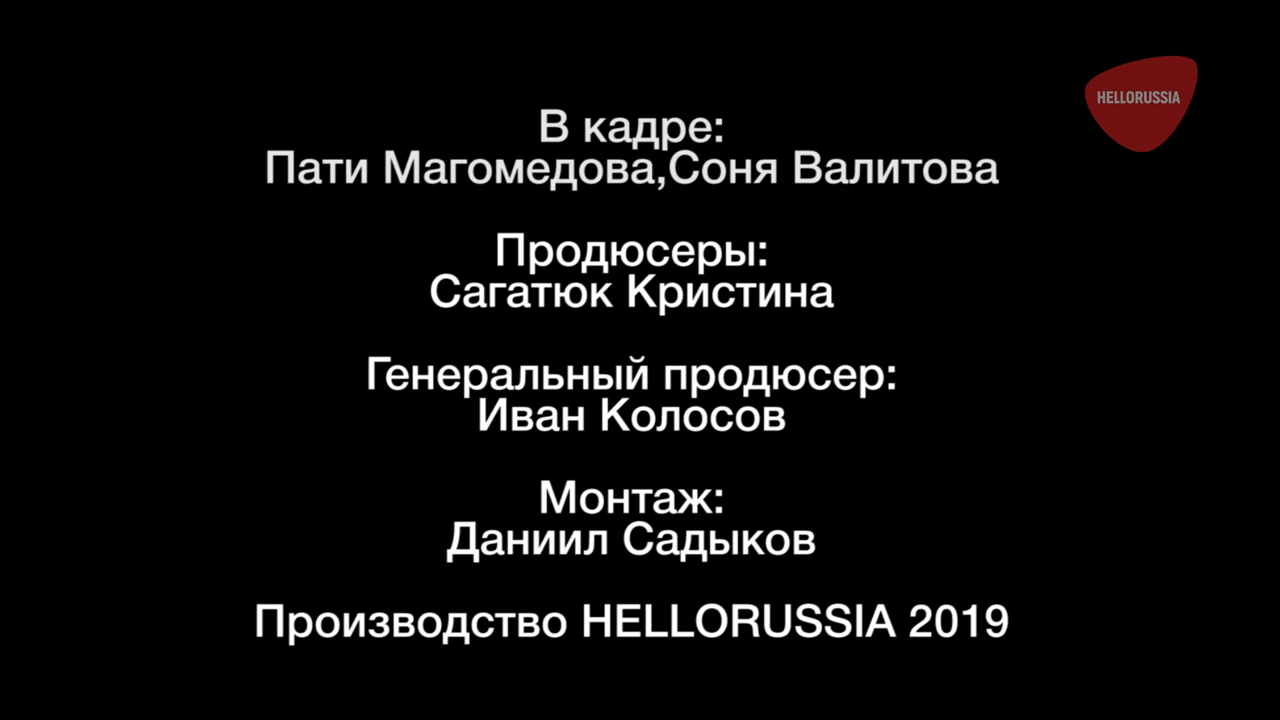 HELLORUSSIA
В кадре:
Пати Магомедова,Соня Валитова
Продюсеры:
Сагатюк Кристина
Генеральный продюсер:
Иван Колосов
Монтаж:
Даниил Садыков
Производство HELLORUSSIA 2019